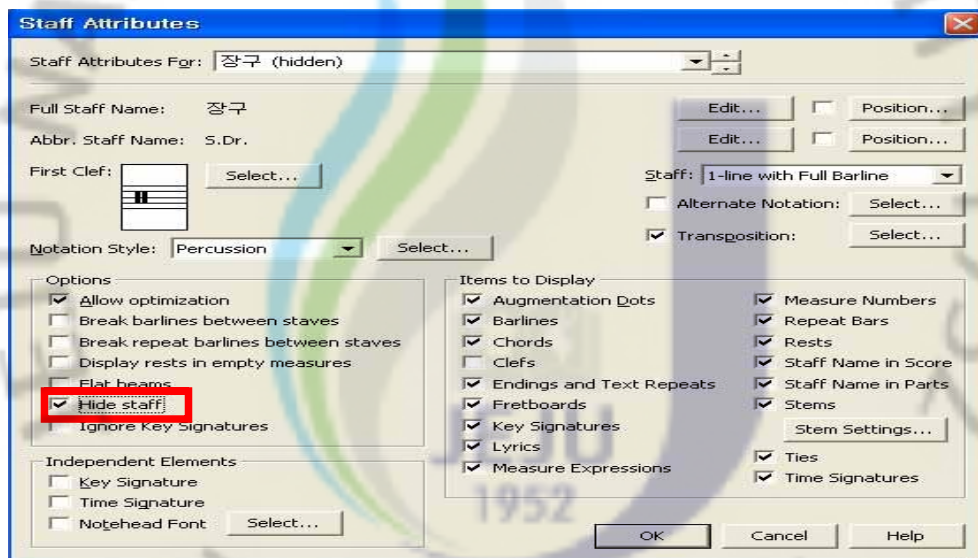 Staff Attributes
Staff Attributes For: 장구 (hidden)
Full Staff Name: 장구 Edit... Position...
Abbr. Staff Name: S.Dr. Edit... Position...
First Clef: Select... Staff: 1-line with Full Barline
Alternate Notation: Select...
Notation Style: Percussion Select... Transposition: Select...
Options
Allow optimization
Break barlines between staves
Break repeat barlines between staves
Display rests in empty measures
Flat beams
Hide staff
Ignore Key Signatures
Independent Elements
Key Signature
Time Signature
Notehead Font Select...
Items to Display
Augmentation Dots
Barlines
Chords
Clefs
Endings and Text Repeats
Fretboards
Key Signatures
Lyrics
Measure Expressions
Measure Numbers
Repeat Bars
Rests
Staff Name in Score
Staff Name in Parts
Stems
Stem Settings...
Ties
Time Signatures
OK Cancel Help
JEJU
1952